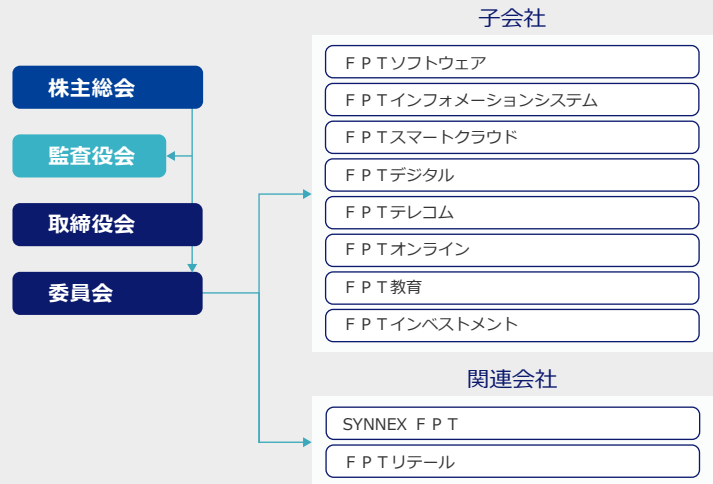 株主総会
監査役会
取締役会
委員会
子会社
ＦＰＴソフトウェア
ＦＰＴインフォメーションシステム
ＦＰＴスマートクラウド
ＦＰＴデジタル
ＦＰＴテレコム
ＦＰＴオンライン
ＦＰＴ教育
ＦＰＴインベストメント
関連会社
SYNNEX ＦＰＴ
ＦＰＴリテール